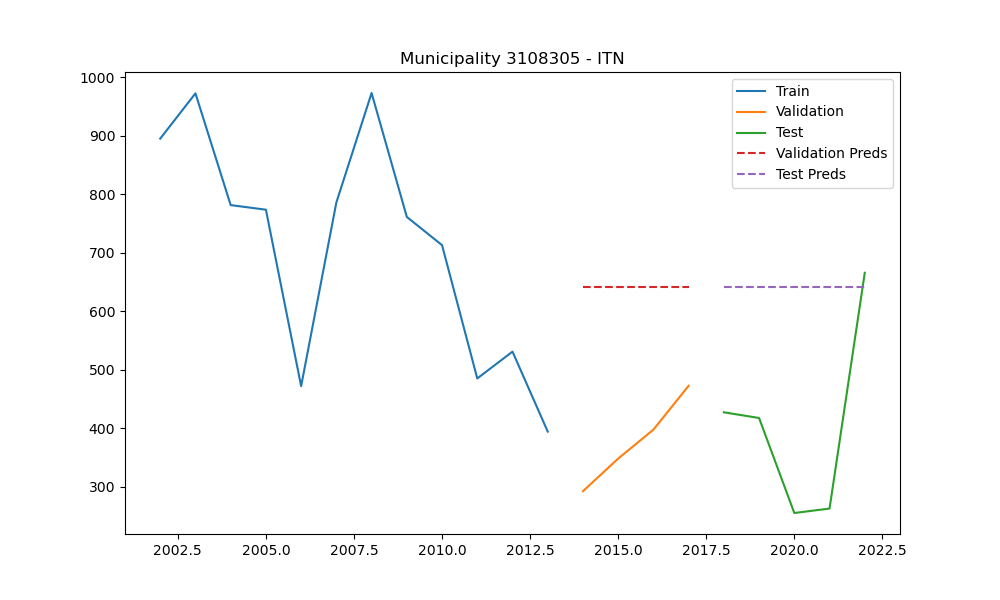 Municipality 3108305 - ITN
1000
900
800
700
600
500
400
300
Train
Validation
Test
Validation Preds
Test Preds
2002.5 2005.0 2007.5 2010.0 2012.5 2015.0 2017.5 2020.0 2022.5